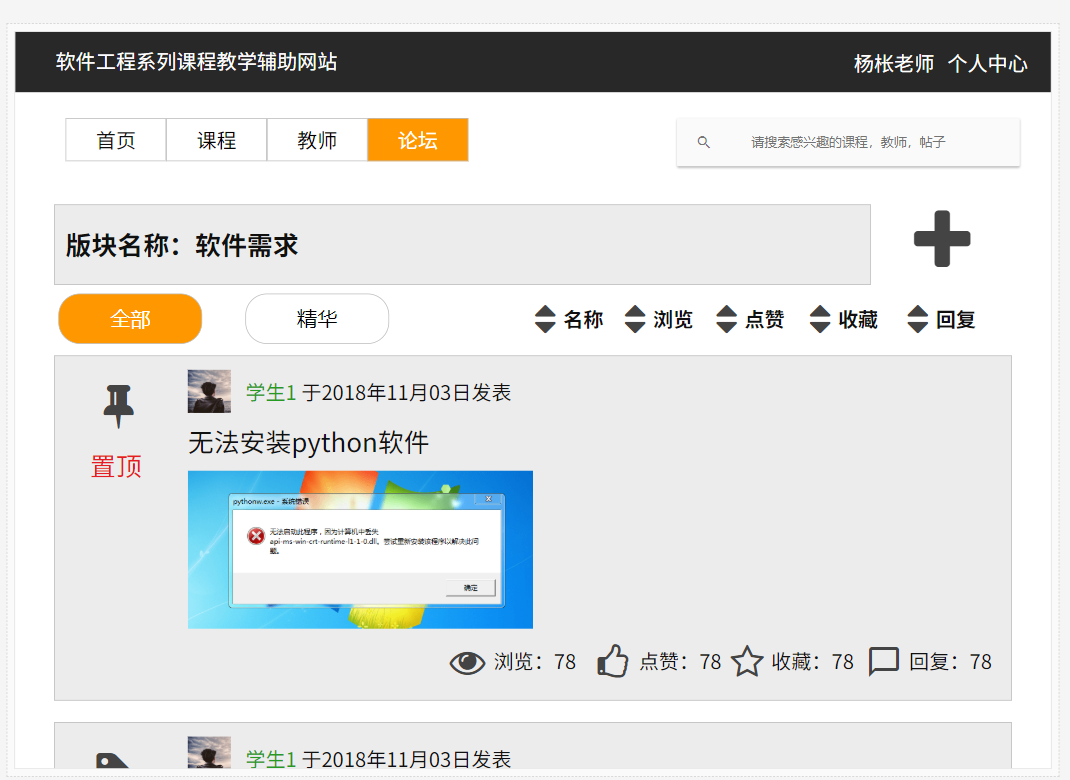 软件工程系列课程教学辅助网站
杨枨老师 个人中心
首页 课程 教师 论坛
请搜索感兴趣的课程，教师，帖子
版块名称：软件需求
全部 精华 名称 浏览 点赞 收藏 回复
学生1 于2018年11月03日发表
无法安装python软件
置顶
pythonw.exe - 系统错误
无法启动此程序，因为计算机中丢失
api-ms-win-crt-runtime-l1-1-0.dll。尝试重新安装该程序以解决此问
题。
确定
浏览：78 点赞：78 收藏：78 回复：78
学生1 于2018年11月03日发表